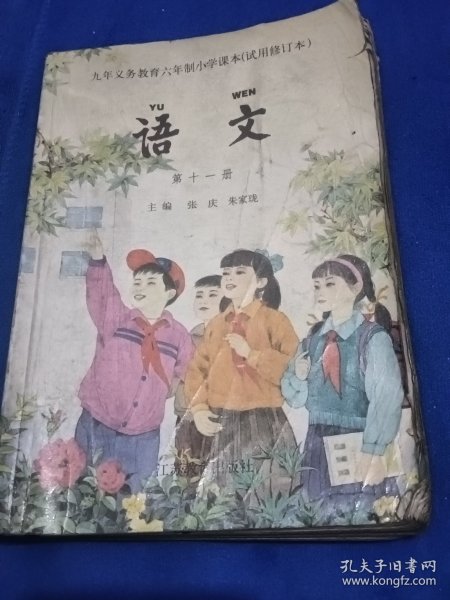 九年义务教育六年制小学课本(试用修订本)
YU WEN
语 文
第十一册
主编 张 庆 朱家珑
江苏教育出版社
孔夫子旧书网
www.kongfz.com